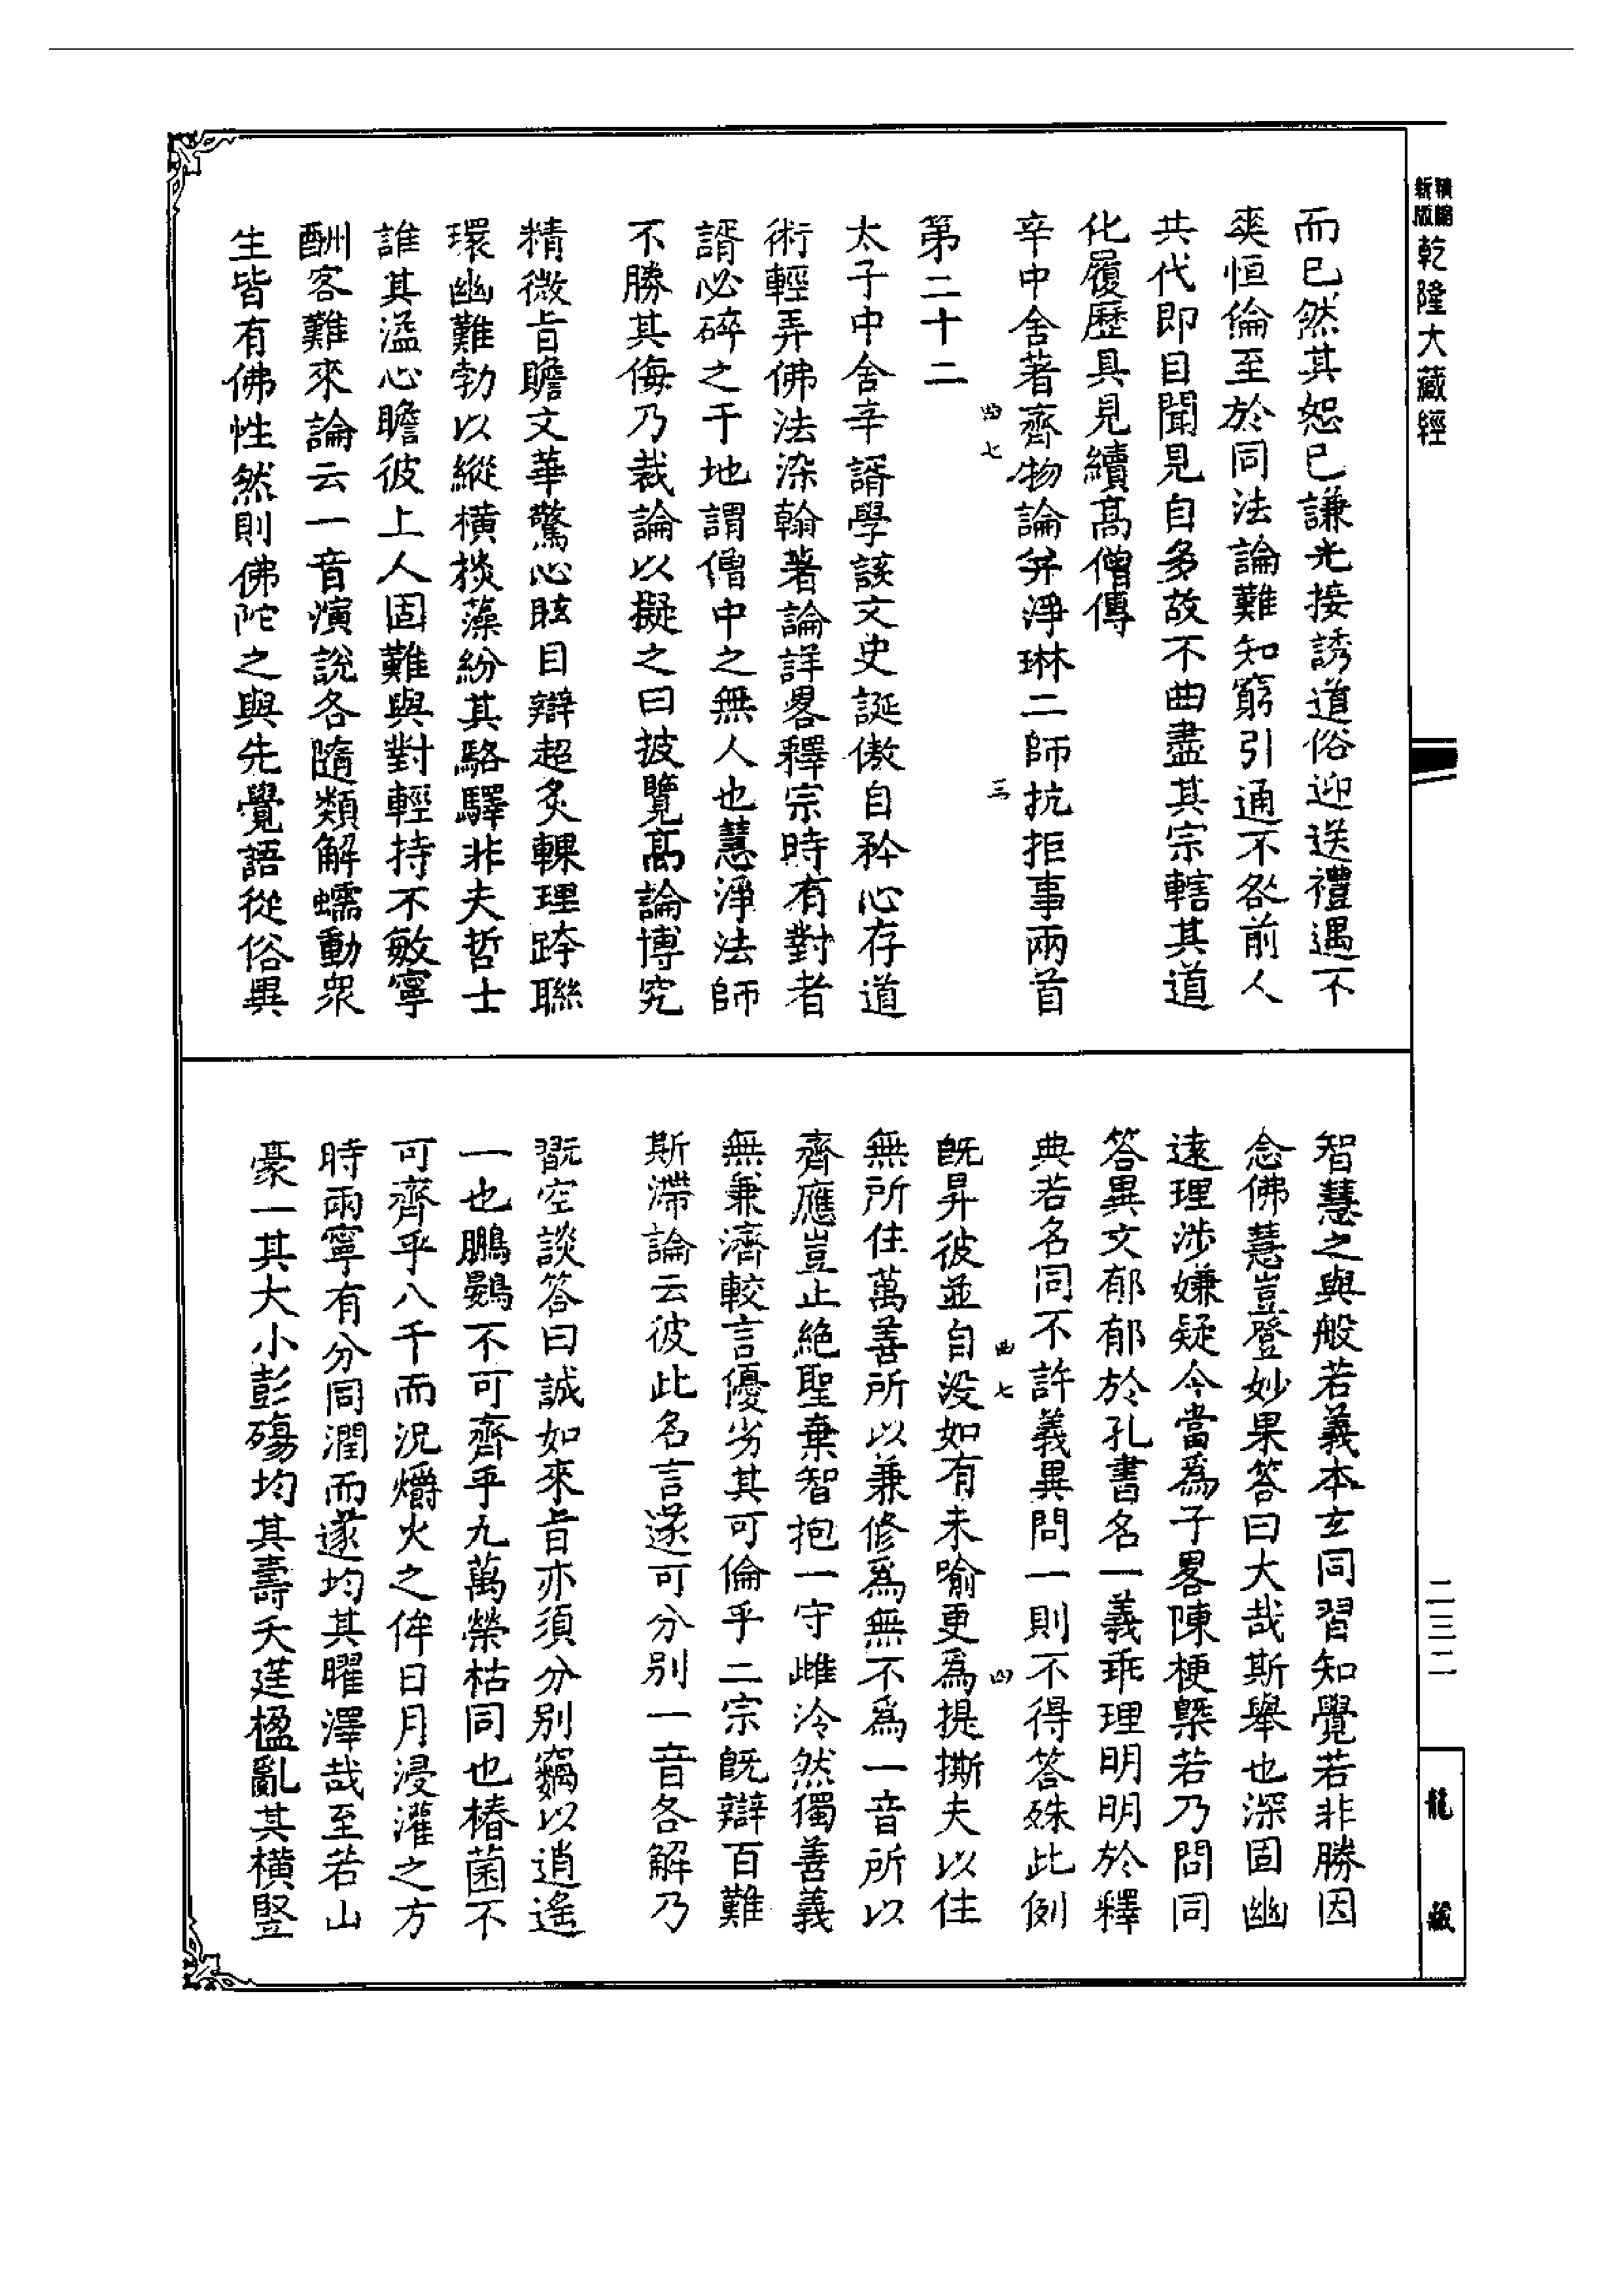 新版精縮乾隆大藏經
而已然其恕已謙光接誘道俗迎送禮遇不
爽恒倫至於同法論難知窮引通不咎前人
共代即目聞見自多故不曲盡其宗轄其道
化履歷具見續高僧傳
辛中舍著齊物論并淨琳二師抗拒事兩首
曲七 三
第二十二
太子中舍辛諝學該文史誕傲自矜心存道
術輕弄佛法染翰著論詳畧釋宗時有對者
諝必碎之于地謂僧中之無人也慧淨法師
不勝其侮乃裁論以擬之曰披覽高論博究
精微旨贍文華驚心眩目辯超炙輠理跨聯
環幽難勃以縱橫掞藻紛其駱驛非夫哲士
誰其溢心瞻彼上人固難與對輕持不敏寧
酬客難來論云一音演說各隨類解蠕動眾
生皆有佛性然則佛陀之與先覺語從俗異
智慧之與般若義本玄同習知覺若非勝因
念佛慧豈登妙果答曰大哉斯舉也深固幽
遠理涉嫌疑今當為子畧陳梗槩若乃問同
答異文郁郁於孔書名一義乖理明明於釋
典若名同不許義異問一則不得答殊此例
曲七 四
旣昇彼並自沒如有未喻更為提撕夫以住
無所住萬善所以兼修為無不為一音所以
齊應豈止絕聖棄智抱一守雌泠然獨善義
無兼濟較言優劣其可倫乎二宗旣辯百難
斯滯論云彼此名言遂可分別一音各解乃
翫空談答曰誠如來旨亦須分別竊以逍遙
一也鵬鷃不可齊乎九萬榮枯同也椿菌不
可齊乎八千而況爝火之侔日月浸灌之方
時雨寧有分同潤而遂均其曜澤哉至若山
豪一其大小彭殤均其壽夭莛楹亂其橫竪
二三二
龍藏